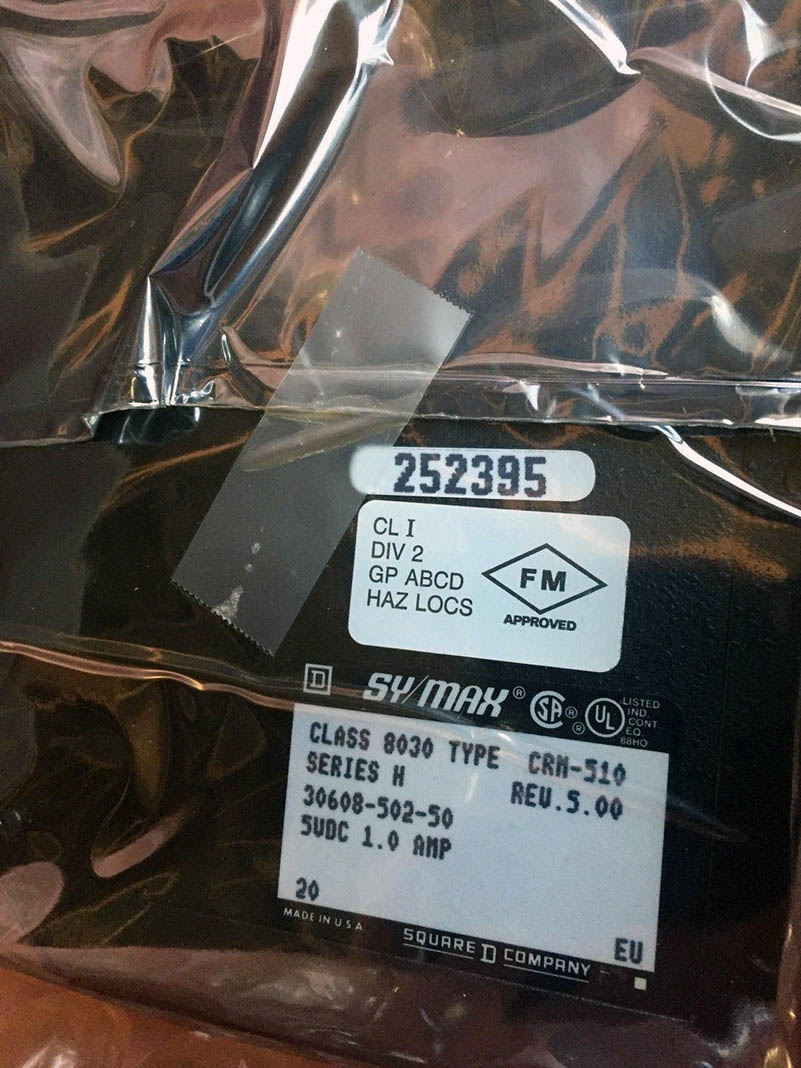 252395
CL I
DIV 2
GP ABCD
HAZ LOCS
FM
APPROVED
D SY/MAX® SA® UL®
LISTED
IND.
CONT.
EQ.
88HO
CLASS 8030 TYPE CRM-510
SERIES H REV.5.00
30608-502-50
5VDC 1.0 AMP
20
EU
MADE IN U S A
SQUARE D COMPANY